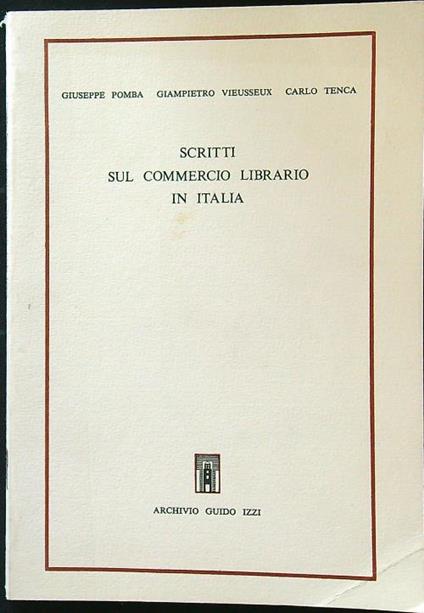 GIUSEPPE POMBA GIAMPIETRO VIEUSSEUX CARLO TENCA
SCRITTI
SUL COMMERCIO LIBRARIO
IN ITALIA
ARCHIVIO GUIDO IZZI